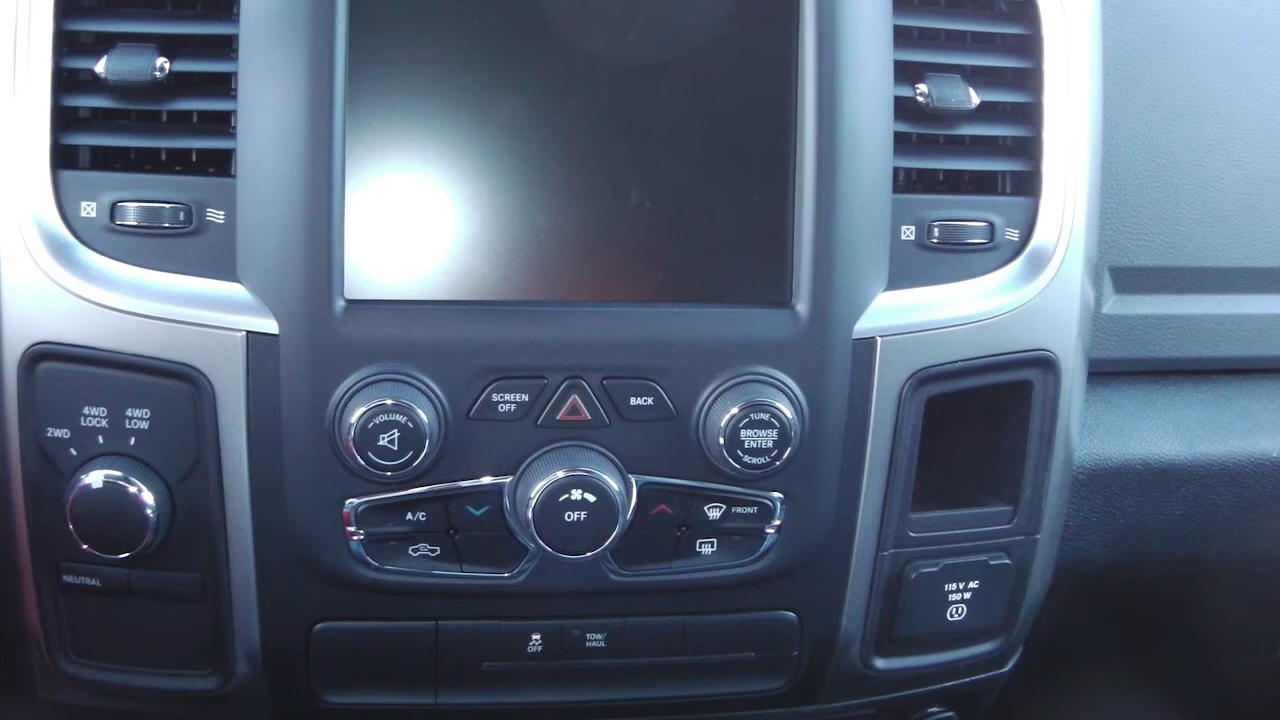 2WD
4WD
LOCK
4WD
LOW
NEUTRAL
VOLUME
SCREEN
OFF
BACK
TUNE
BROWSE
ENTER
SCROLL
A/C
OFF
FRONT
OFF
TOW/
HAUL
115 V AC
150 W